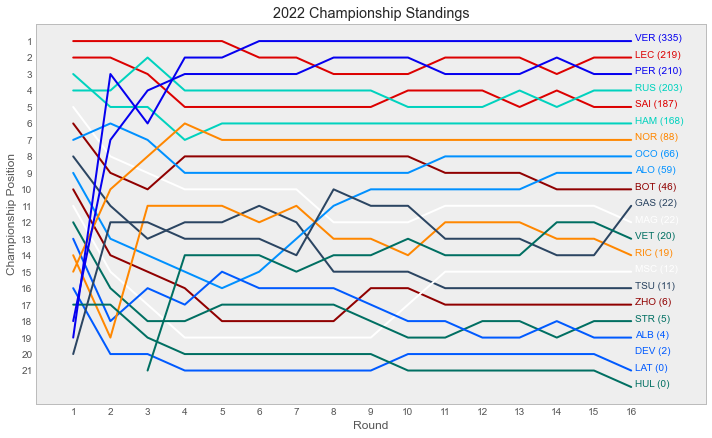 2022 Championship Standings
Championship Position
1
2
3
4
5
6
7
8
9
10
11
12
13
14
15
16
17
18
19
20
21
VER (335)
LEC (219)
PER (210)
RUS (203)
SAI (187)
HAM (168)
NOR (88)
OCO (66)
ALO (59)
BOT (46)
GAS (22)
MAG (22)
VET (20)
RIC (19)
MSC (12)
TSU (11)
ZHO (6)
STR (5)
ALB (4)
DEV (2)
LAT (0)
HUL (0)
1 2 3 4 5 6 7 8 9 10 11 12 13 14 15 16
Round